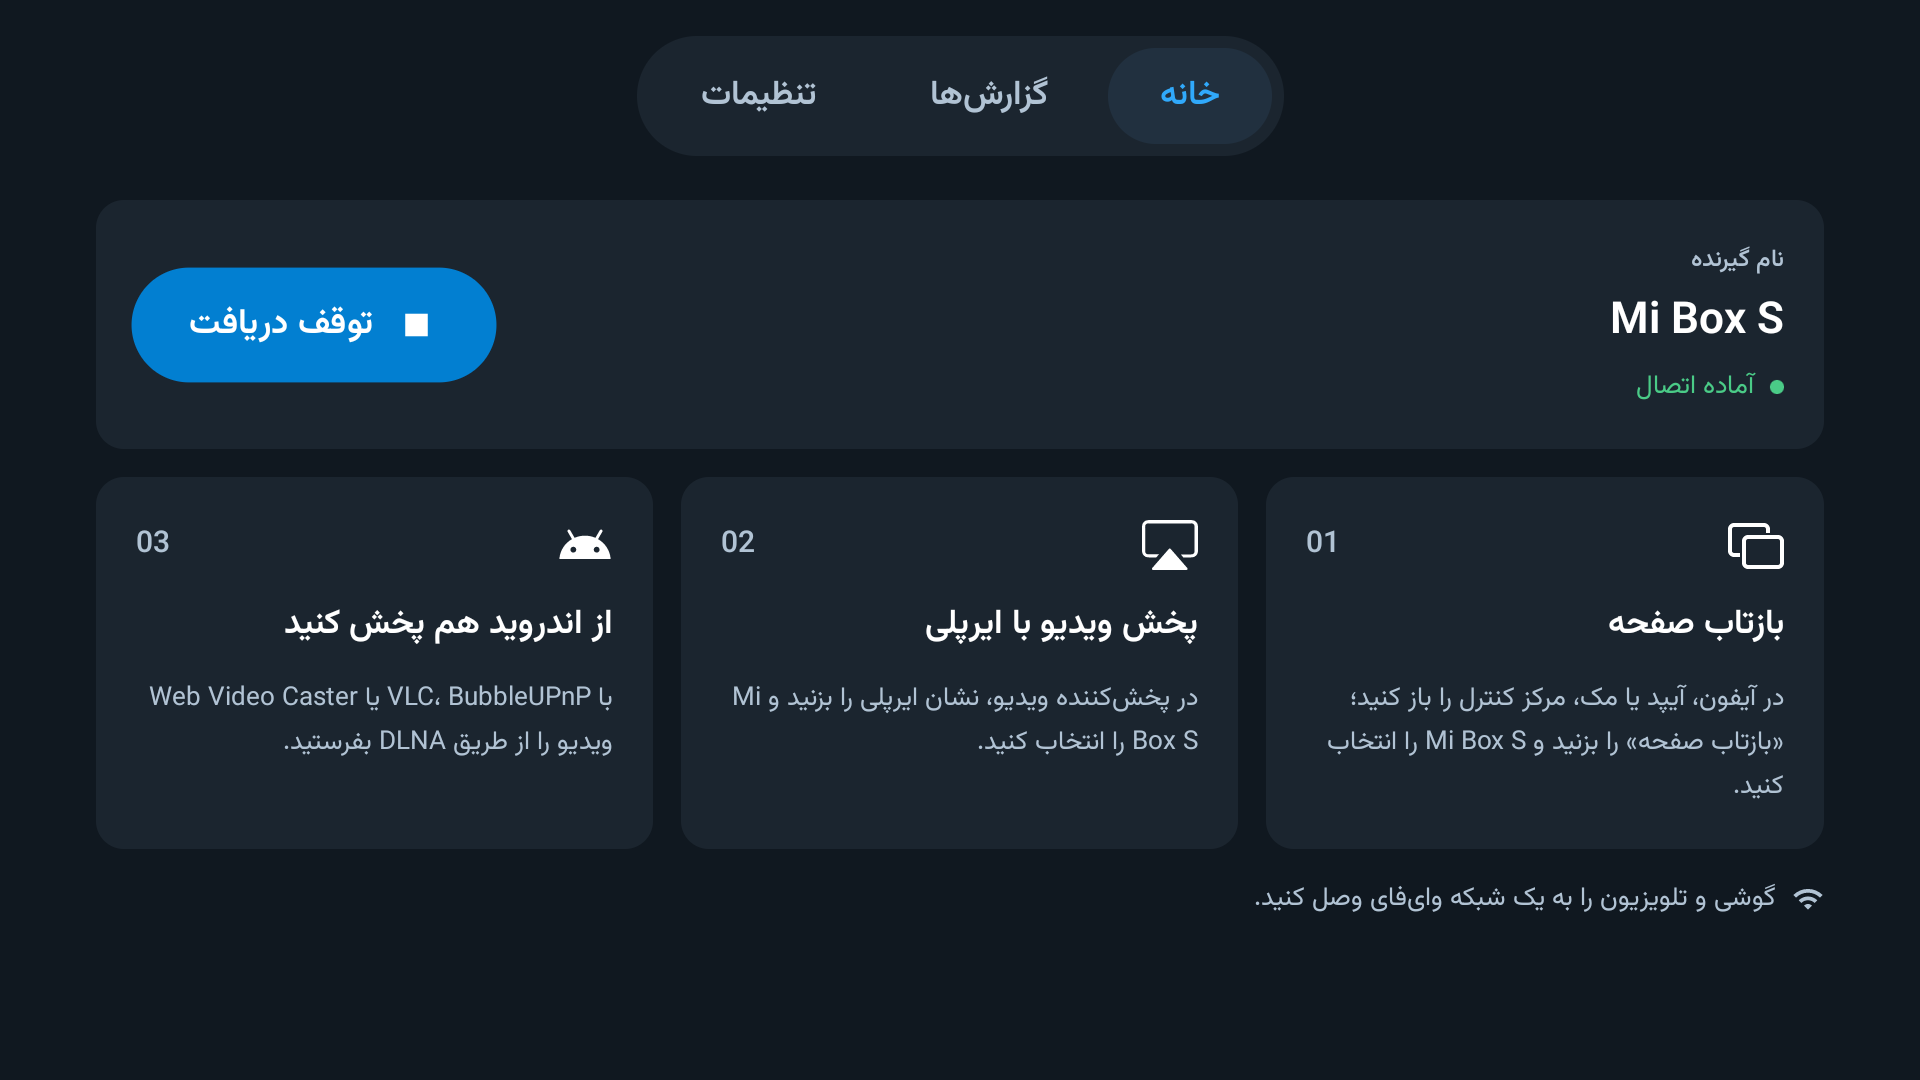 خانه
گزارش‌ها
تنظیمات
نام گیرنده
Mi Box S
آماده اتصال
توقف دریافت
01
بازتاب صفحه
در آیفون، آیپد یا مک، مرکز کنترل را باز کنید؛
«بازتاب صفحه» را بزنید و Mi Box S را انتخاب
کنید.
02
پخش ویدیو با ایرپلی
در پخش‌کننده ویدیو، نشان ایرپلی را بزنید و Mi
Box S را انتخاب کنید.
03
از اندروید هم پخش کنید
با VLC، BubbleUPnP یا Web Video Caster
ویدیو را از طریق DLNA بفرستید.
گوشی و تلویزیون را به یک شبکه وای‌فای وصل کنید.